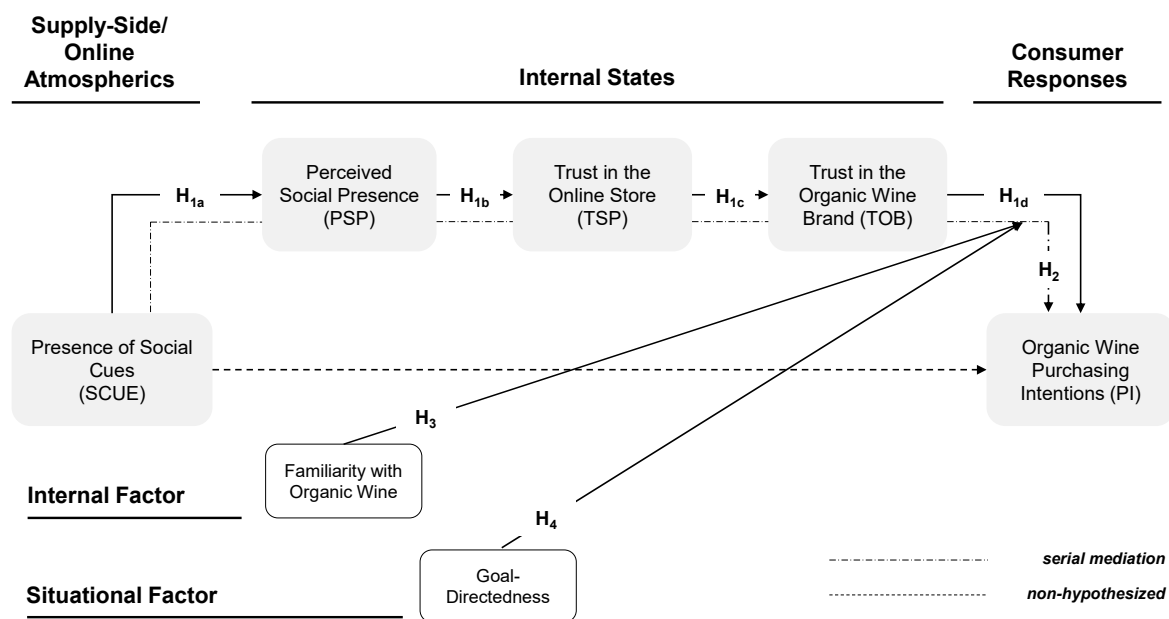 Supply-Side/
Online
Atmospherics
Internal States
Consumer
Responses
Perceived
Social Presence
(PSP)
Trust in the
Online Store
(TSP)
Trust in the
Organic Wine
Brand (TOB)
H1a
H1b
H1c
H1d
H2
Presence of Social
Cues
(SCUE)
Organic Wine
Purchasing
Intentions (PI)
H3
Familiarity with
Organic Wine
Internal Factor
H4
Goal-
Directedness
Situational Factor
serial mediation
non-hypothesized